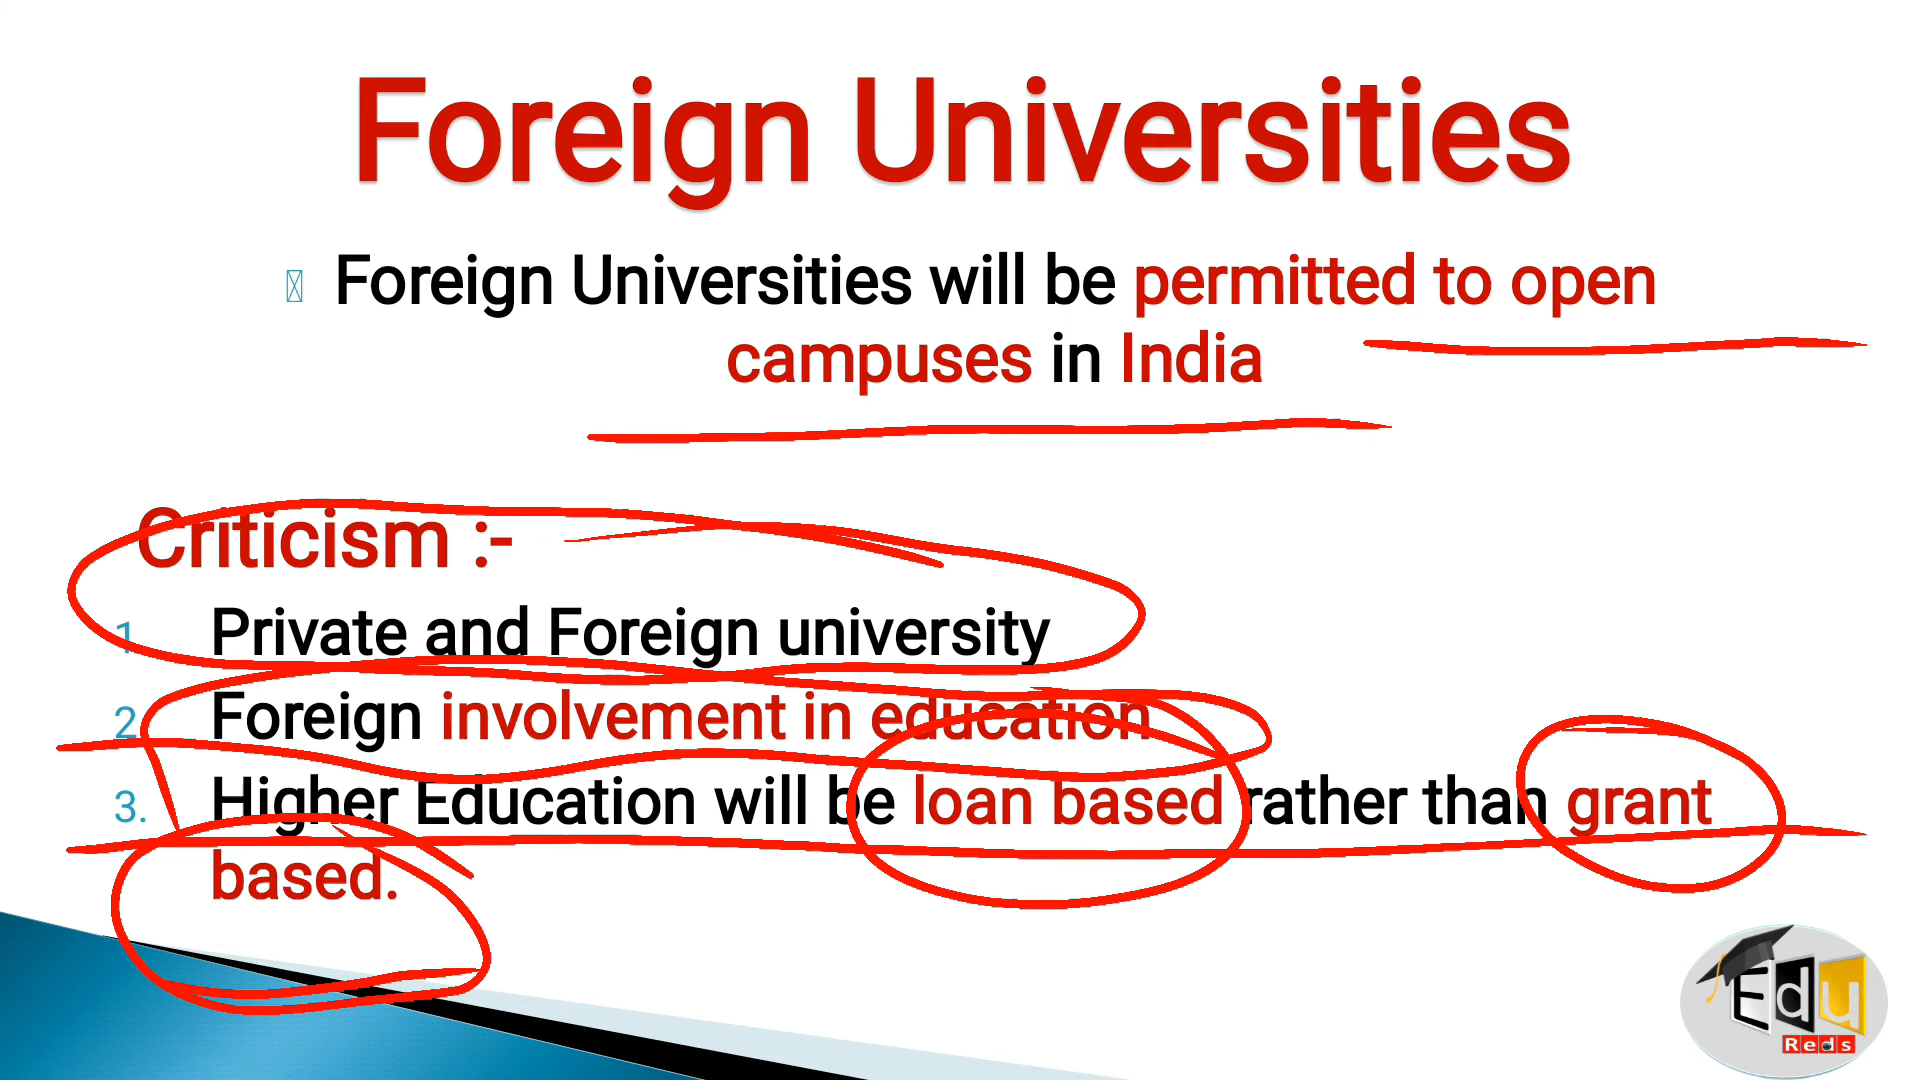 Foreign Universities
Foreign Universities will be permitted to open
campuses in India
Criticism :-
1. Private and Foreign university
2. Foreign involvement in education
3. Higher Education will be loan based rather than grant
based.
Edu
Reds